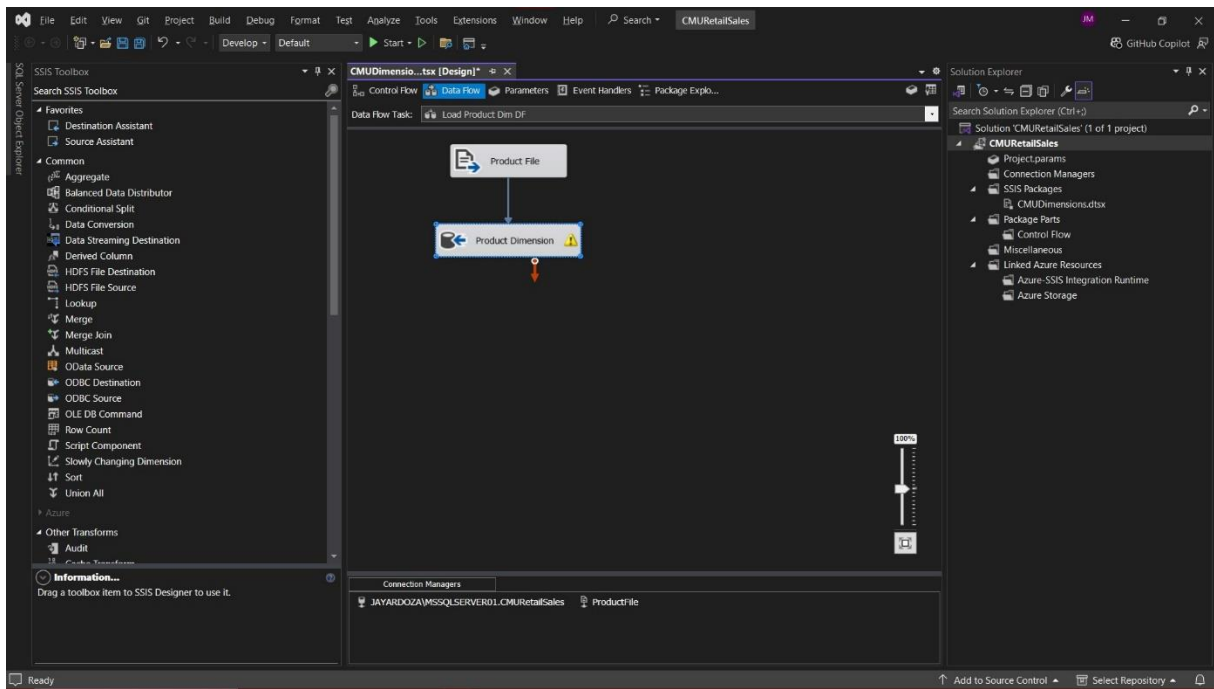 File Edit View Git Project Build Debug Format Test Analyze Tools Extensions Window Help Search CMURetailSales JM
Develop Default Start GitHub Copilot
SQL Server Object Explorer
SSIS Toolbox
Search SSIS Toolbox
Favorites
Destination Assistant
Source Assistant
Common
Aggregate
Balanced Data Distributor
Conditional Split
Data Conversion
Data Streaming Destination
Derived Column
HDFS File Destination
HDFS File Source
Lookup
Merge
Merge Join
Multicast
OData Source
ODBC Destination
ODBC Source
OLE DB Command
Row Count
Script Component
Slowly Changing Dimension
Sort
Union All
Azure
Other Transforms
Audit
Cache Transform
Information...
Drag a toolbox item to SSIS Designer to use it.
CMUDimensio...tsx [Design]*
Control Flow Data Flow Parameters Event Handlers Package Explo...
Data Flow Task: Load Product Dim DF
Product File
Product Dimension
100%
Connection Managers
JAYARDOZA\MSSQLSERVER01.CMURetailSales ProductFile
Solution Explorer
Search Solution Explorer (Ctrl+;)
Solution 'CMURetailSales' (1 of 1 project)
CMURetailSales
Project.params
Connection Managers
SSIS Packages
CMUDimensions.dtsx
Package Parts
Control Flow
Miscellaneous
Linked Azure Resources
Azure-SSIS Integration Runtime
Azure Storage
Ready Add to Source Control Select Repository